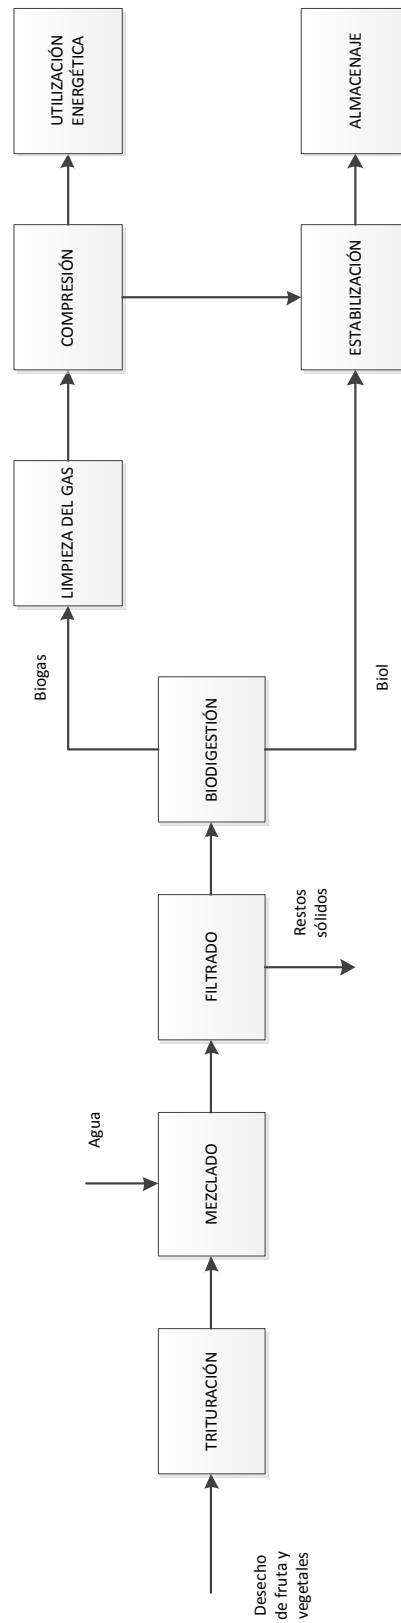 Desecho
de fruta y
vegetales
TRITURACIÓN
Agua
MEZCLADO
FILTRADO
Restos
sólidos
BIODIGESTIÓN
Biogas
LIMPIEZA DEL GAS
COMPRESIÓN
UTILIZACIÓN
ENERGÉTICA
Biol
ESTABILIZACIÓN
ALMACENAJE